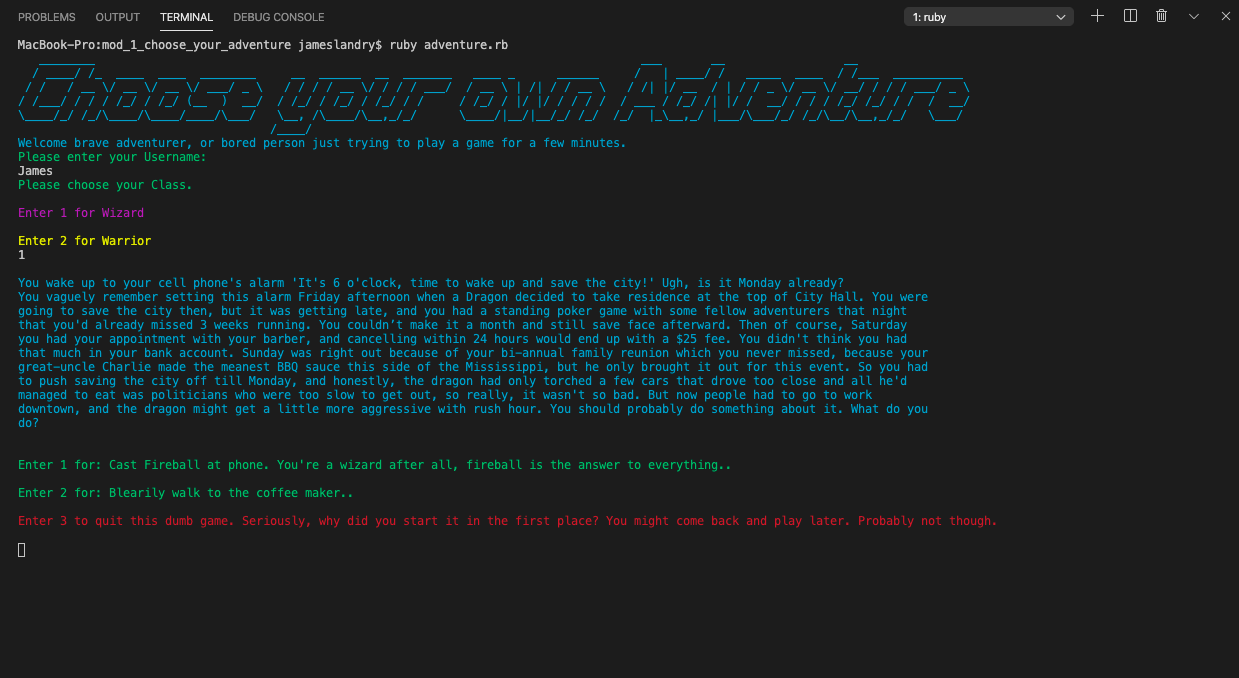 PROBLEMS OUTPUT TERMINAL DEBUG CONSOLE 1: ruby
MacBook-Pro:mod_1_choose_your_adventure jameslandry$ ruby adventure.rb
Choose your own Adventure
Welcome brave adventurer, or bored person just trying to play a game for a few minutes.
Please enter your Username:
James
Please choose your Class.
Enter 1 for Wizard
Enter 2 for Warrior
1
You wake up to your cell phone's alarm 'It's 6 o'clock, time to wake up and save the city!' Ugh, is it Monday already?
You vaguely remember setting this alarm Friday afternoon when a Dragon decided to take residence at the top of City Hall. You were
going to save the city then, but it was getting late, and you had a standing poker game with some fellow adventurers that night
that you'd already missed 3 weeks running. You couldn't make it a month and still save face afterward. Then of course, Saturday
you had your appointment with your barber, and cancelling within 24 hours would end up with a $25 fee. You didn't think you had
that much in your bank account. Sunday was right out because of your bi-annual family reunion which you never missed, because your
great-uncle Charlie made the meanest BBQ sauce this side of the Mississippi, but he only brought it out for this event. So you had
to push saving the city off till Monday, and honestly, the dragon had only torched a few cars that drove too close and all he'd
managed to eat was politicians who were too slow to get out, so really, it wasn't so bad. But now people had to go to work
downtown, and the dragon might get a little more aggressive with rush hour. You should probably do something about it. What do you
do?
Enter 1 for: Cast Fireball at phone. You're a wizard after all, fireball is the answer to everything..
Enter 2 for: Blearily walk to the coffee maker..
Enter 3 to quit this dumb game. Seriously, why did you start it in the first place? You might come back and play later. Probably not though.